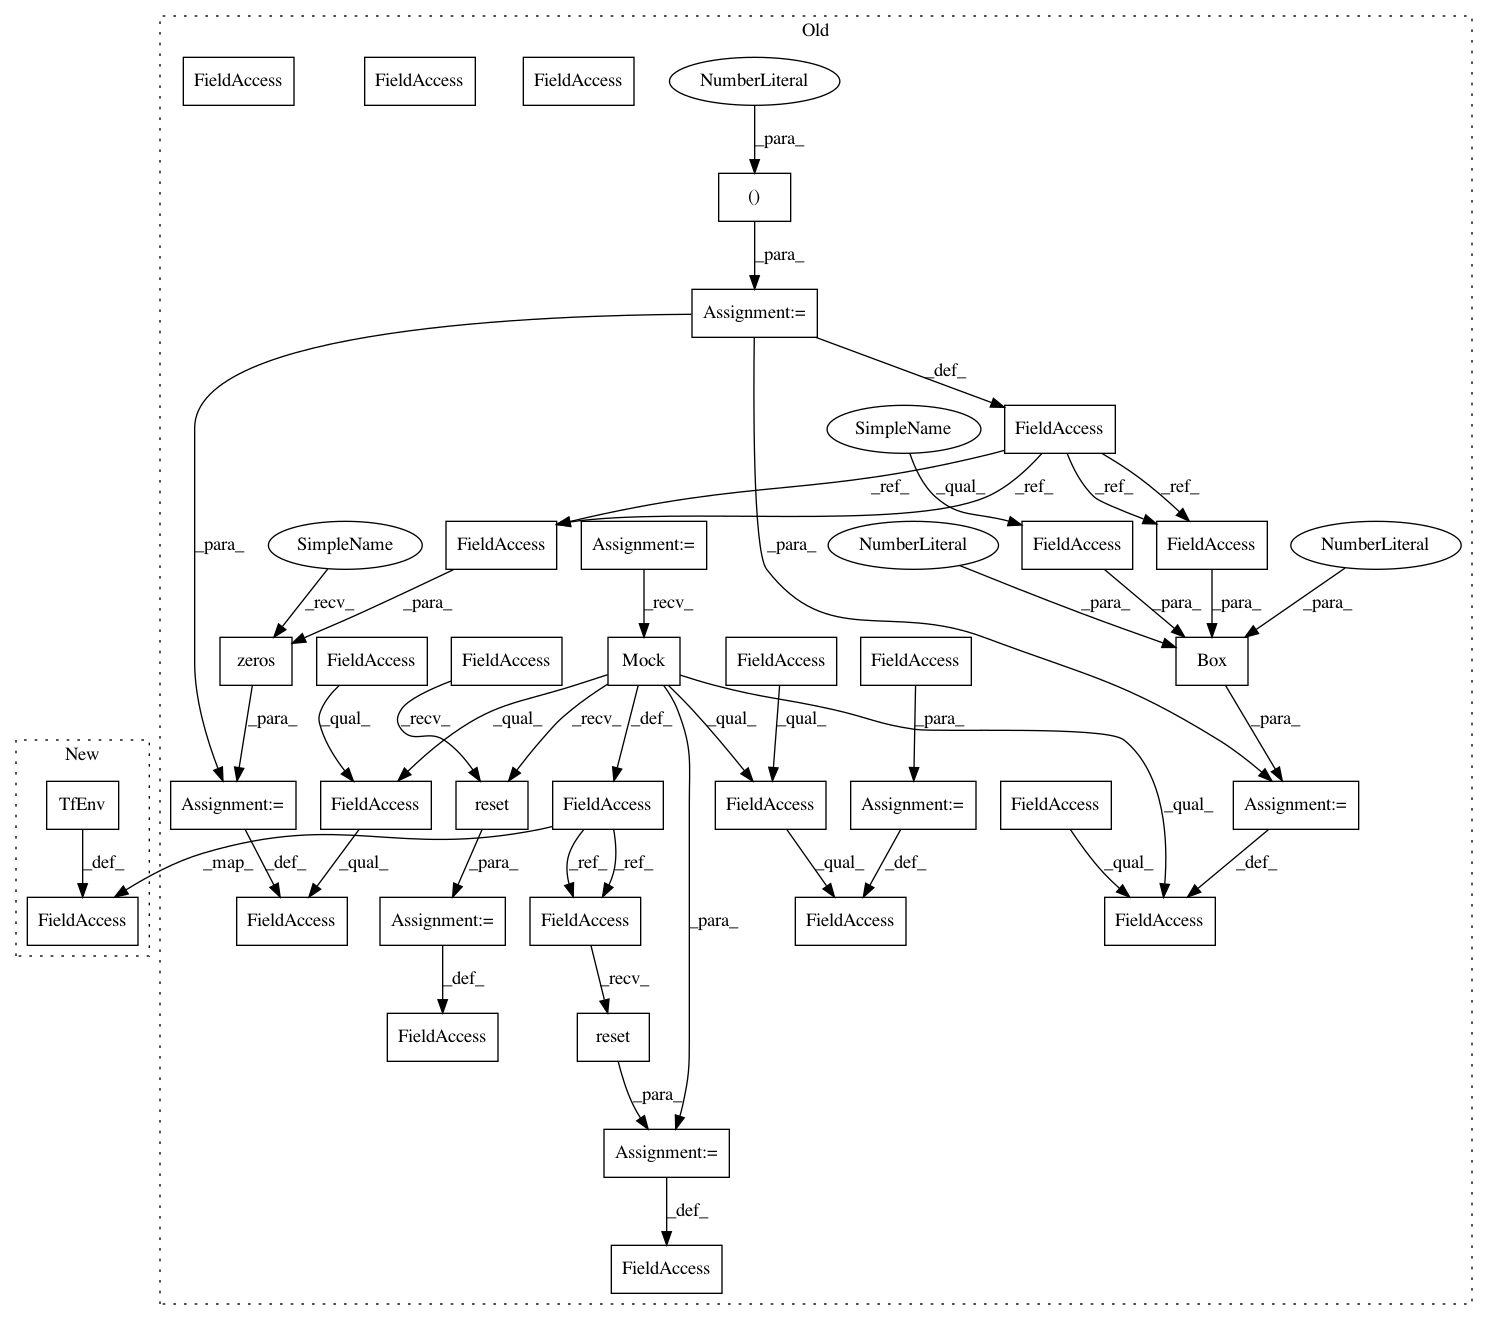 Old
FieldAccess
FieldAccess
FieldAccess
NumberLiteral
_para_
()
_para_
Assignment:=
_def_
SimpleName
FieldAccess
_ref_
_qual_
_ref_
_ref_
_ref_
_para_
SimpleName
FieldAccess
Assignment:=
_para_
NumberLiteral
FieldAccess
FieldAccess
NumberLiteral
_recv_
_para_
_recv_
_para_
_para_
_para_
_para_
zeros
FieldAccess
FieldAccess
Mock
FieldAccess
FieldAccess
Box
_para_
_qual_
_recv_
_qual_
_recv_
_def_
_qual_
_qual_
_para_
_para_
New
TfEnv
Assignment:=
FieldAccess
reset
FieldAccess
FieldAccess
Assignment:=
FieldAccess
_qual_
Assignment:=
_def_
_map_
_def_
_qual_
_para_
_ref_
_ref_
_qual_
_def_
_qual_
_def_
FieldAccess
FieldAccess
Assignment:=
FieldAccess
_para_
FieldAccess
FieldAccess
_def_
_recv_
FieldAccess
reset
_para_
Assignment:=
_def_
FieldAccess